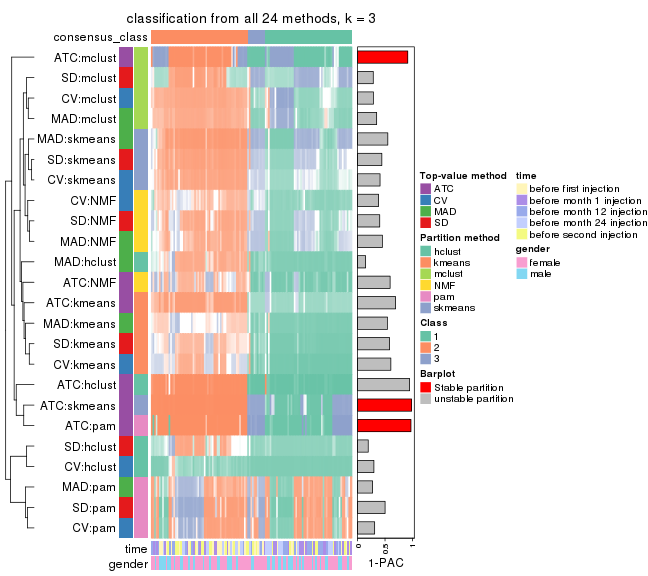 classification from all 24 methods, k = 3
consensus_class
ATC:mclust
SD:mclust
CV:mclust
MAD:mclust
MAD:skmeans
SD:skmeans
CV:skmeans
CV:NMF
SD:NMF
MAD:NMF
MAD:hclust
ATC:NMF
ATC:kmeans
MAD:kmeans
SD:kmeans
CV:kmeans
ATC:hclust
ATC:skmeans
ATC:pam
SD:hclust
CV:hclust
MAD:pam
SD:pam
CV:pam
time
gender
0
0.5
1
1-PAC
Top-value method
ATC
CV
MAD
SD
Partition method
hclust
kmeans
mclust
NMF
pam
skmeans
Class
1
2
3
Barplot
Stable partition
unstable partition
time
before first injection
before month 1 injection
before month 12 injection
before month 24 injection
before second injection
gender
female
male